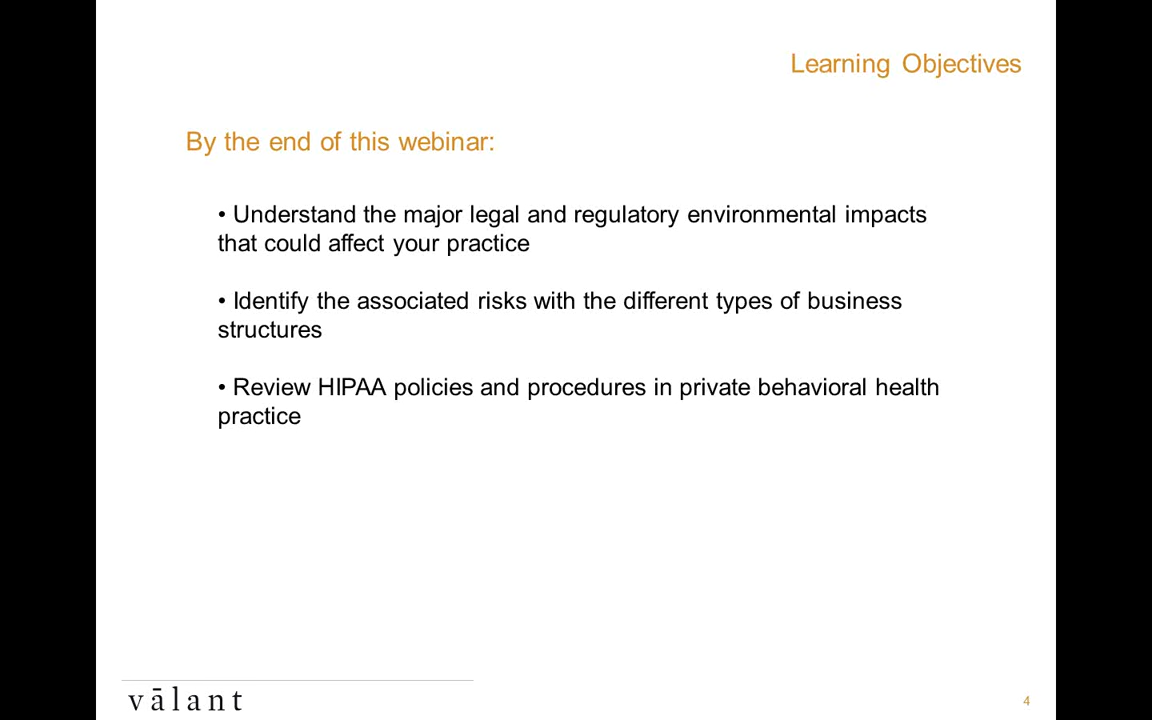 Learning Objectives
By the end of this webinar:
• Understand the major legal and regulatory environmental impacts
that could affect your practice
• Identify the associated risks with the different types of business
structures
• Review HIPAA policies and procedures in private behavioral health
practice
vālant
4